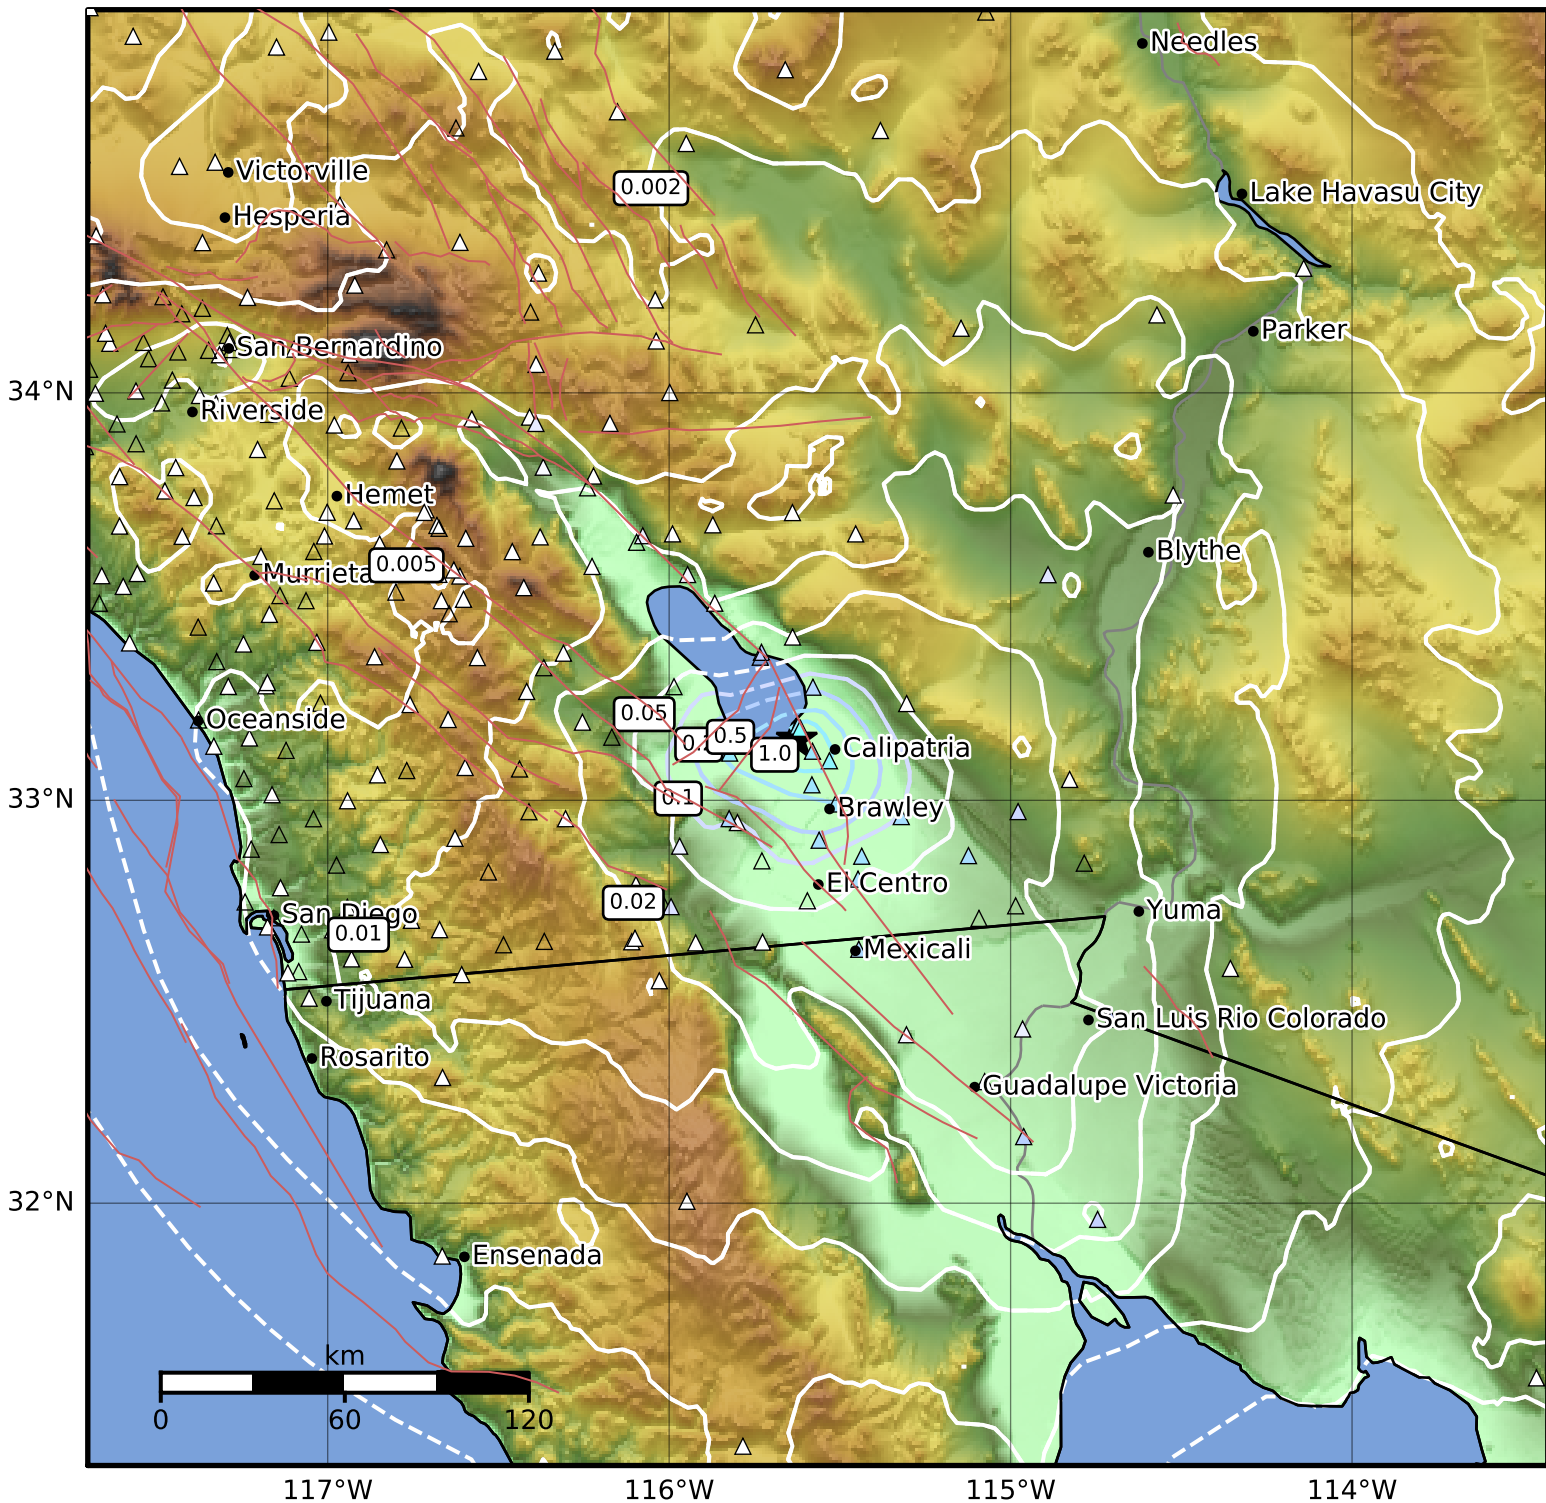 Needles
Victorville
0.002
Lake Havasu City
Hesperia
Parker
San Bernardino
34°N
Riverside
Hemet
Blythe
0.005
Murrieta
0.05
Oceanside
0.5
1.0
Calipatria
33°N
0.1
Brawley
El Centro
0.02
San Diego
Yuma
0.01
Mexicali
Tijuana
San Luis Rio Colorado
Rosarito
Guadalupe Victoria
32°N
Ensenada
km
0 60 120
117°W 116°W 115°W 114°W